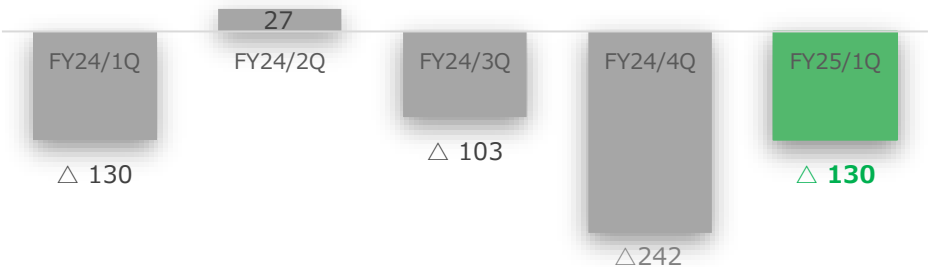 27
FY24/1Q
FY24/2Q
FY24/3Q
FY24/4Q
FY25/1Q
△ 130
△ 103
△242
△ 130